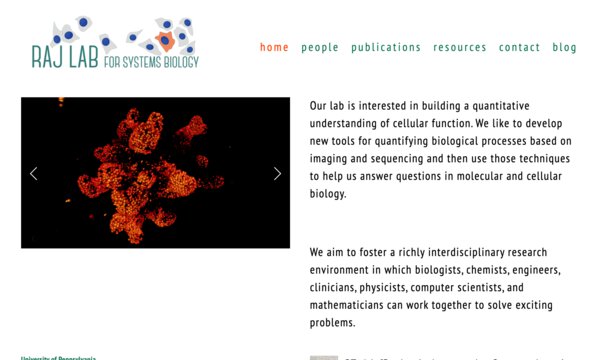 RAJ LAB FOR SYSTEMS BIOLOGY
home people publications resources contact blog
Our lab is interested in building a quantitative
understanding of cellular function. We like to develop
new tools for quantifying biological processes based on
imaging and sequencing and then use those techniques
to help us answer questions in molecular and cellular
biology.
We aim to foster a richly interdisciplinary research
environment in which biologists, chemists, engineers,
clinicians, physicists, computer scientists, and
mathematicians can work together to solve exciting
problems.
University of Pennsylvania